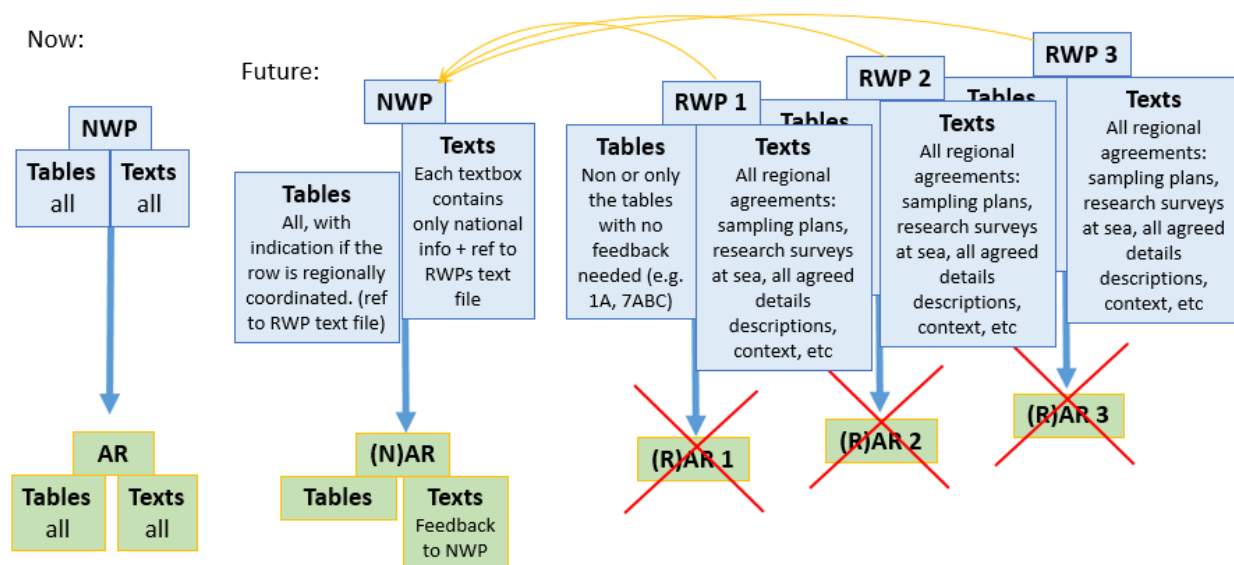 Now:
NWP
Tables
all
Texts
all
AR
Tables
all
Texts
all
Future:
NWP
Tables
All, with
indication if the
row is regionally
coordinated. (ref
to RWP text file)
Texts
Each textbox
contains
only national
info + ref to
RWPs text
file
(N)AR
Tables
Texts
Feedback
to NWP
RWP 1
Tables
Non or only
the tables
with no
feedback
needed (e.g.
1A, 7ABC)
Texts
All regional
agreements:
sampling plans,
research surveys
at sea, all agreed
details
descriptions,
context, etc
(R)AR 1
RWP 2
Tables
Texts
All regional
agreements:
sampling plans,
research surveys
at sea, all agreed
details
descriptions,
context, etc
(R)AR 2
RWP 3
Tables
Texts
All regional
agreements:
sampling plans,
research surveys
at sea, all agreed
details
descriptions,
context, etc
(R)AR 3